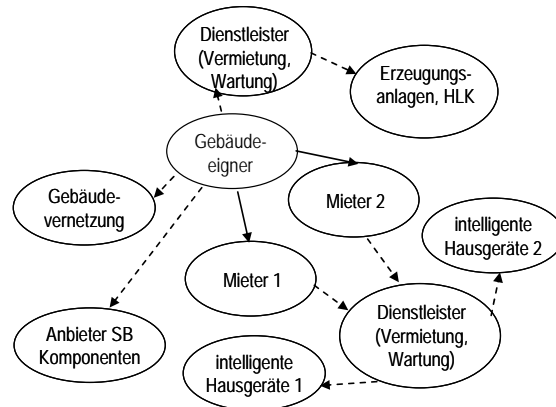 Dienstleister
(Vermietung,
Wartung)
Erzeugungs-
anlagen, HLK
Gebäude-
eigner
Gebäude-
vernetzung
Mieter 2
intelligente
Hausgeräte 2
Mieter 1
Anbieter SB
Komponenten
Dienstleister
(Vermietung,
Wartung)
intelligente
Hausgeräte 1